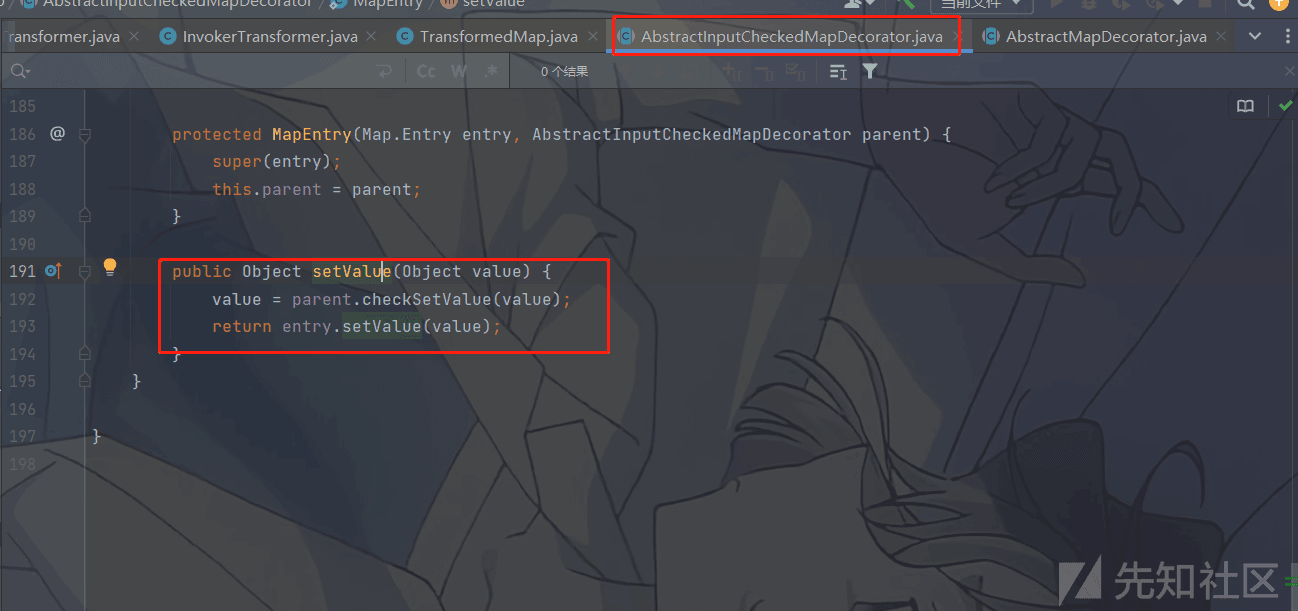 AbstractInputCheckedMapDecorator MapEntry setValue 当前文件
ransformer.java InvokerTransformer.java TransformedMap.java AbstractInputCheckedMapDecorator.java AbstractMapDecorator.java
Cc W .* 0 个结果
185
186 @ protected MapEntry(Map.Entry entry, AbstractInputCheckedMapDecorator parent) {
187 super(entry);
188 this.parent = parent;
189 }
190
191 public Object setValue(Object value) {
192 value = parent.checkSetValue(value);
193 return entry.setValue(value);
194 }
195 }
196
197 }
198
先知社区